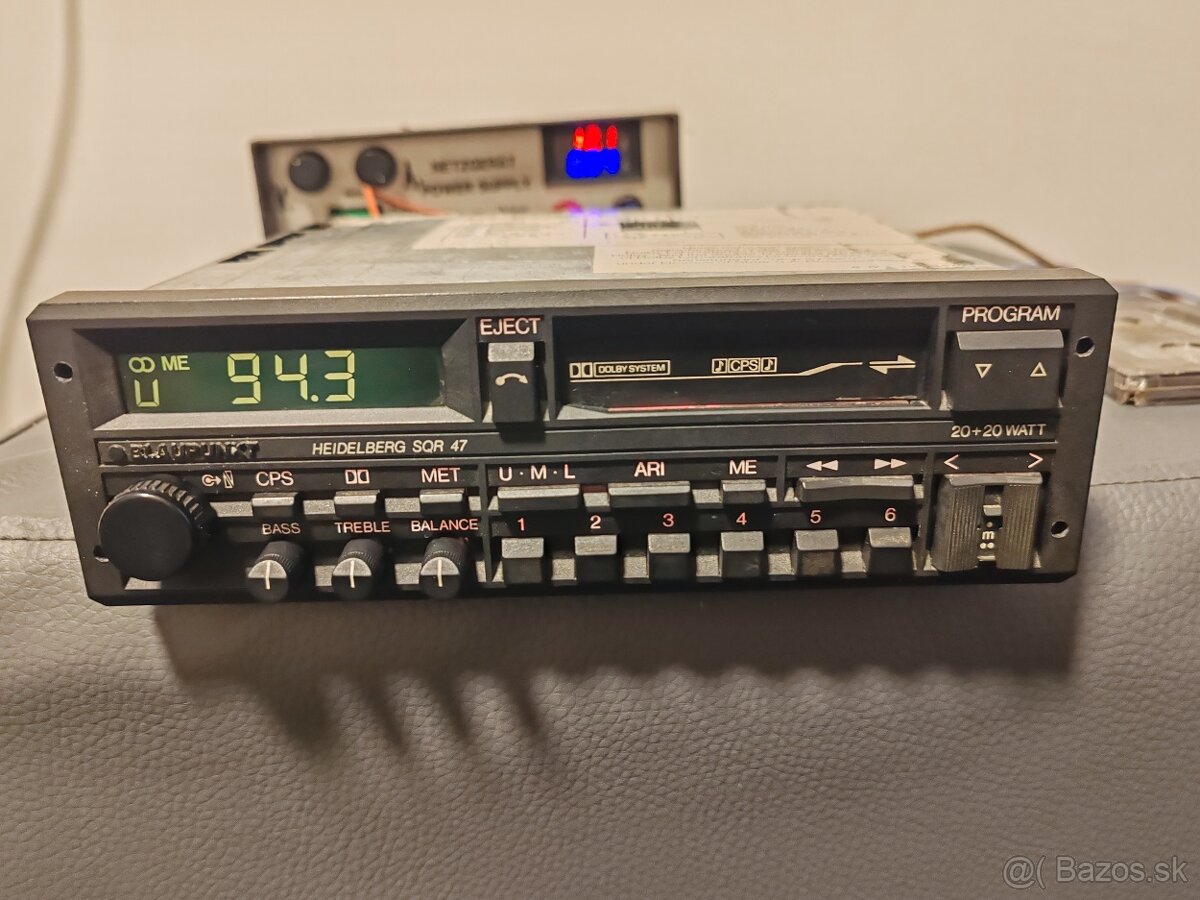 NETZGERÄT
POWER SUPPLY
EJECT
PROGRAM
ME
U
94.3
DOLBY SYSTEM
CPS
BLAUPUNKT
HEIDELBERG SQR 47
20+20 WATT
CPS
MET
U·M·L
ARI
ME
< >
BASS
TREBLE
BALANCE
1 2 3 4 5 6
m
@( Bazos.sk